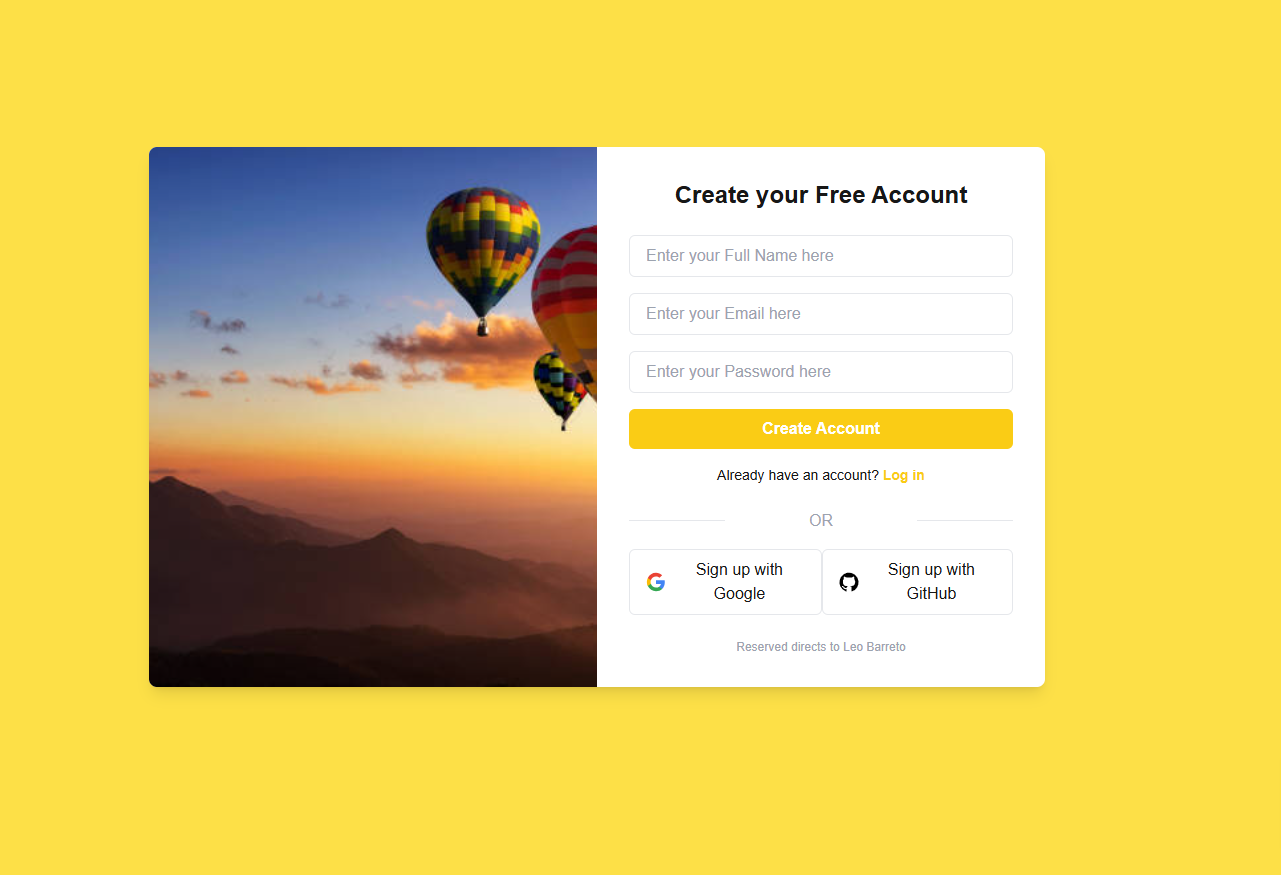 Create your Free Account
Enter your Full Name here
Enter your Email here
Enter your Password here
Create Account
Already have an account? Log in
OR
Sign up with
Google
Sign up with
GitHub
Reserved directs to Leo Barreto